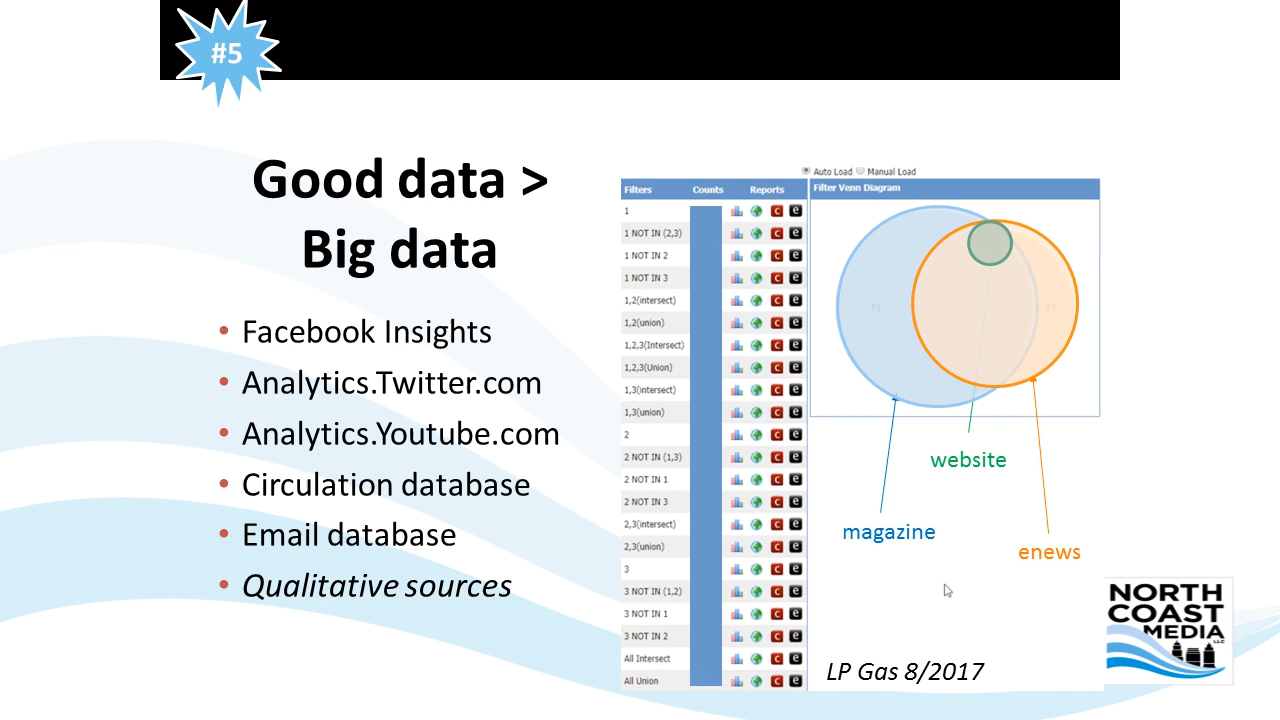 #5
Good data >
Big data
• Facebook Insights
• Analytics.Twitter.com
• Analytics.Youtube.com
• Circulation database
• Email database
• Qualitative sources
Auto Load Manual Load
Filters Counts Reports
Filter Venn Diagram
1
1 NOT IN (2,3)
1 NOT IN 2
1 NOT IN 3
1,2(intersect)
1,2(union)
1,2,3(Intersect)
1,2,3(Union)
1,3(intersect)
1,3(union)
2
2 NOT IN (1,3)
2 NOT IN 1
2 NOT IN 3
2,3(intersect)
2,3(union)
3
3 NOT IN (1,2)
3 NOT IN 1
3 NOT IN 2
All Intersect
All Union
F1
F2
website
magazine
enews
LP Gas 8/2017
NORTH
COAST
MEDIA
LLC